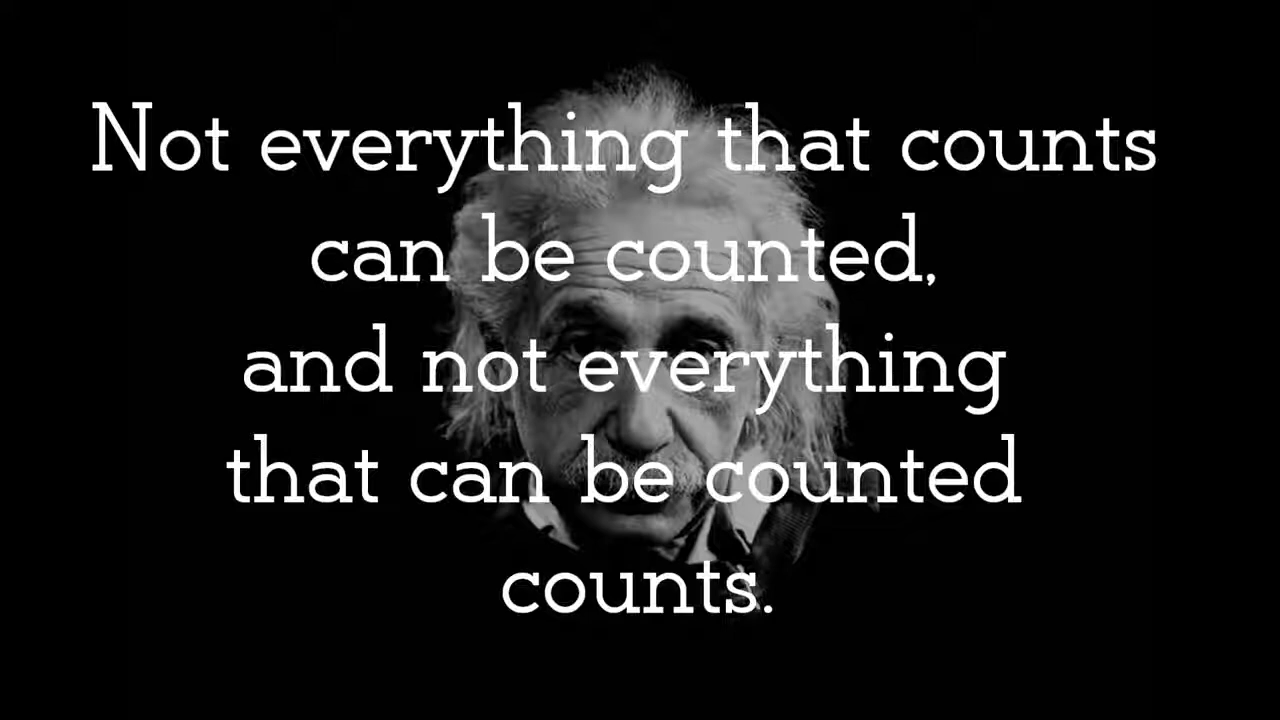 Not everything that counts
can be counted,
and not everything
that can be counted
counts.